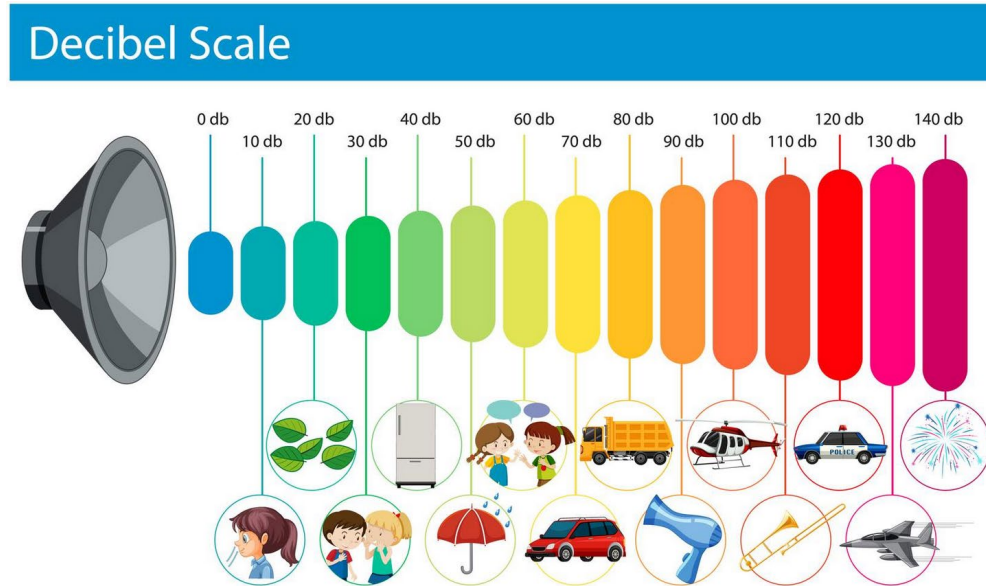 Decibel Scale
0 db
20 db
40 db
60 db
80 db
100 db
120 db
140 db
10 db
30 db
50 db
70 db
90 db
110 db
130 db
POLICE